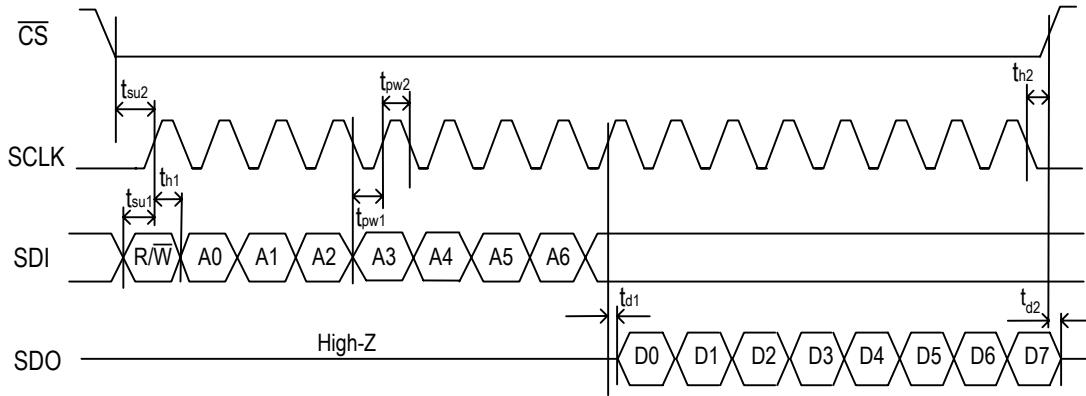 CS
tsu2
tpw2
th2
SCLK
tsu1
th1
tpw1
SDI
R/W
A0
A1
A2
A3
A4
A5
A6
td1
td2
SDO
High-Z
D0
D1
D2
D3
D4
D5
D6
D7